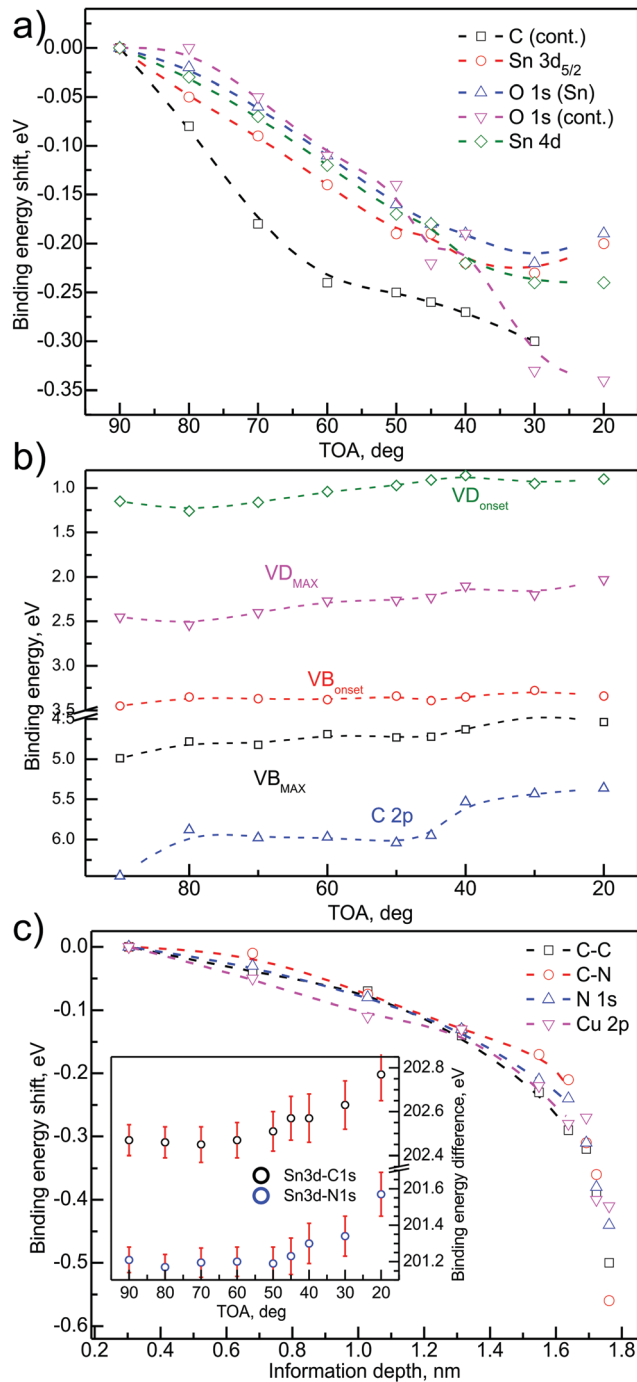 a)
0.00
-0.05
-0.10
-0.15
-0.20
-0.25
-0.30
-0.35
Binding energy shift, eV
C (cont.)
Sn 3d5/2
O 1s (Sn)
O 1s (cont.)
Sn 4d
90 80 70 60 50 40 30 20
TOA, deg
b)
1.0
1.5
2.0
2.5
3.0
3.5
4.5
5.0
5.5
6.0
Binding energy, eV
VDonset
VDMAX
VBonset
VBMAX
C 2p
80 70 60 50 40 30 20
TOA, deg
c)
0.0
-0.1
-0.2
-0.3
-0.4
-0.5
-0.6
Binding energy shift, eV
C-C
C-N
N 1s
Cu 2p
202.8
202.6
202.4
201.6
201.4
201.2
Binding energy difference, eV
Sn3d-C1s
Sn3d-N1s
90 80 70 60 50 40 30 20
TOA, deg
0.2 0.4 0.6 0.8 1.0 1.2 1.4 1.6 1.8
Information depth, nm